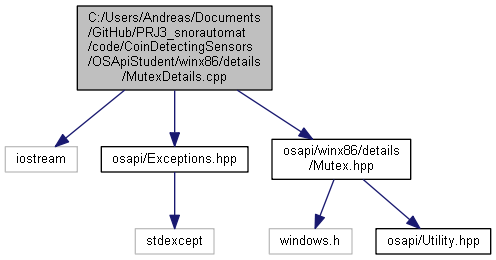 C:/Users/Andreas/Documents
/GitHub/PRJ3_snorautomat
/code/CoinDetectingSensors
/OSApiStudent/winx86/details
/MutexDetails.cpp
iostream
osapi/Exceptions.hpp
osapi/winx86/details
/Mutex.hpp
stdexcept
windows.h
osapi/Utility.hpp